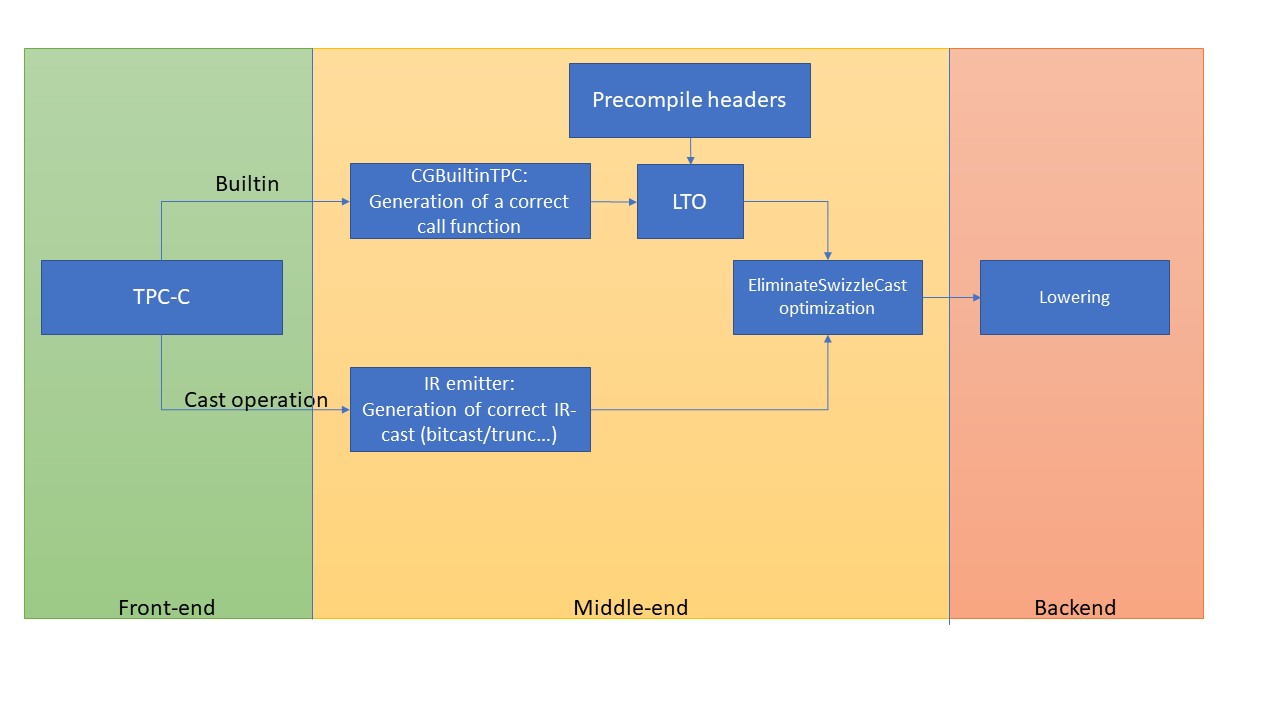 Precompile headers
Builtin
CGBuiltinTPC:
Generation of a correct
call function
LTO
TPC-C
EliminateSwizzleCast
optimization
Lowering
Cast operation
IR emitter:
Generation of correct IR-
cast (bitcast/trunc...)
Front-end
Middle-end
Backend